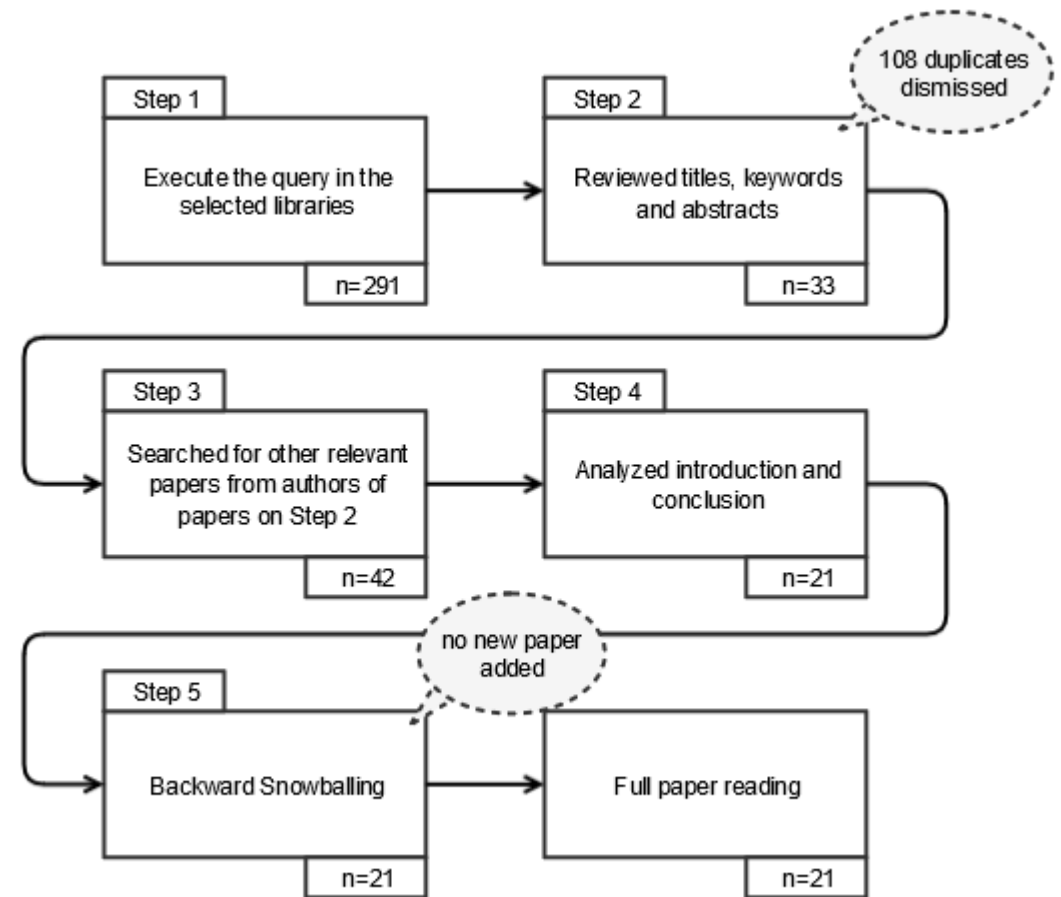 108 duplicates
dismissed
Step 1
Execute the query in the
selected libraries
n=291
Step 2
Reviewed titles, keywords
and abstracts
n=33
Step 3
Searched for other relevant
papers from authors of
papers on Step 2
n=42
Step 4
Analyzed introduction and
conclusion
n=21
no new paper
added
Step 5
Backward Snowballing
n=21
Full paper reading
n=21